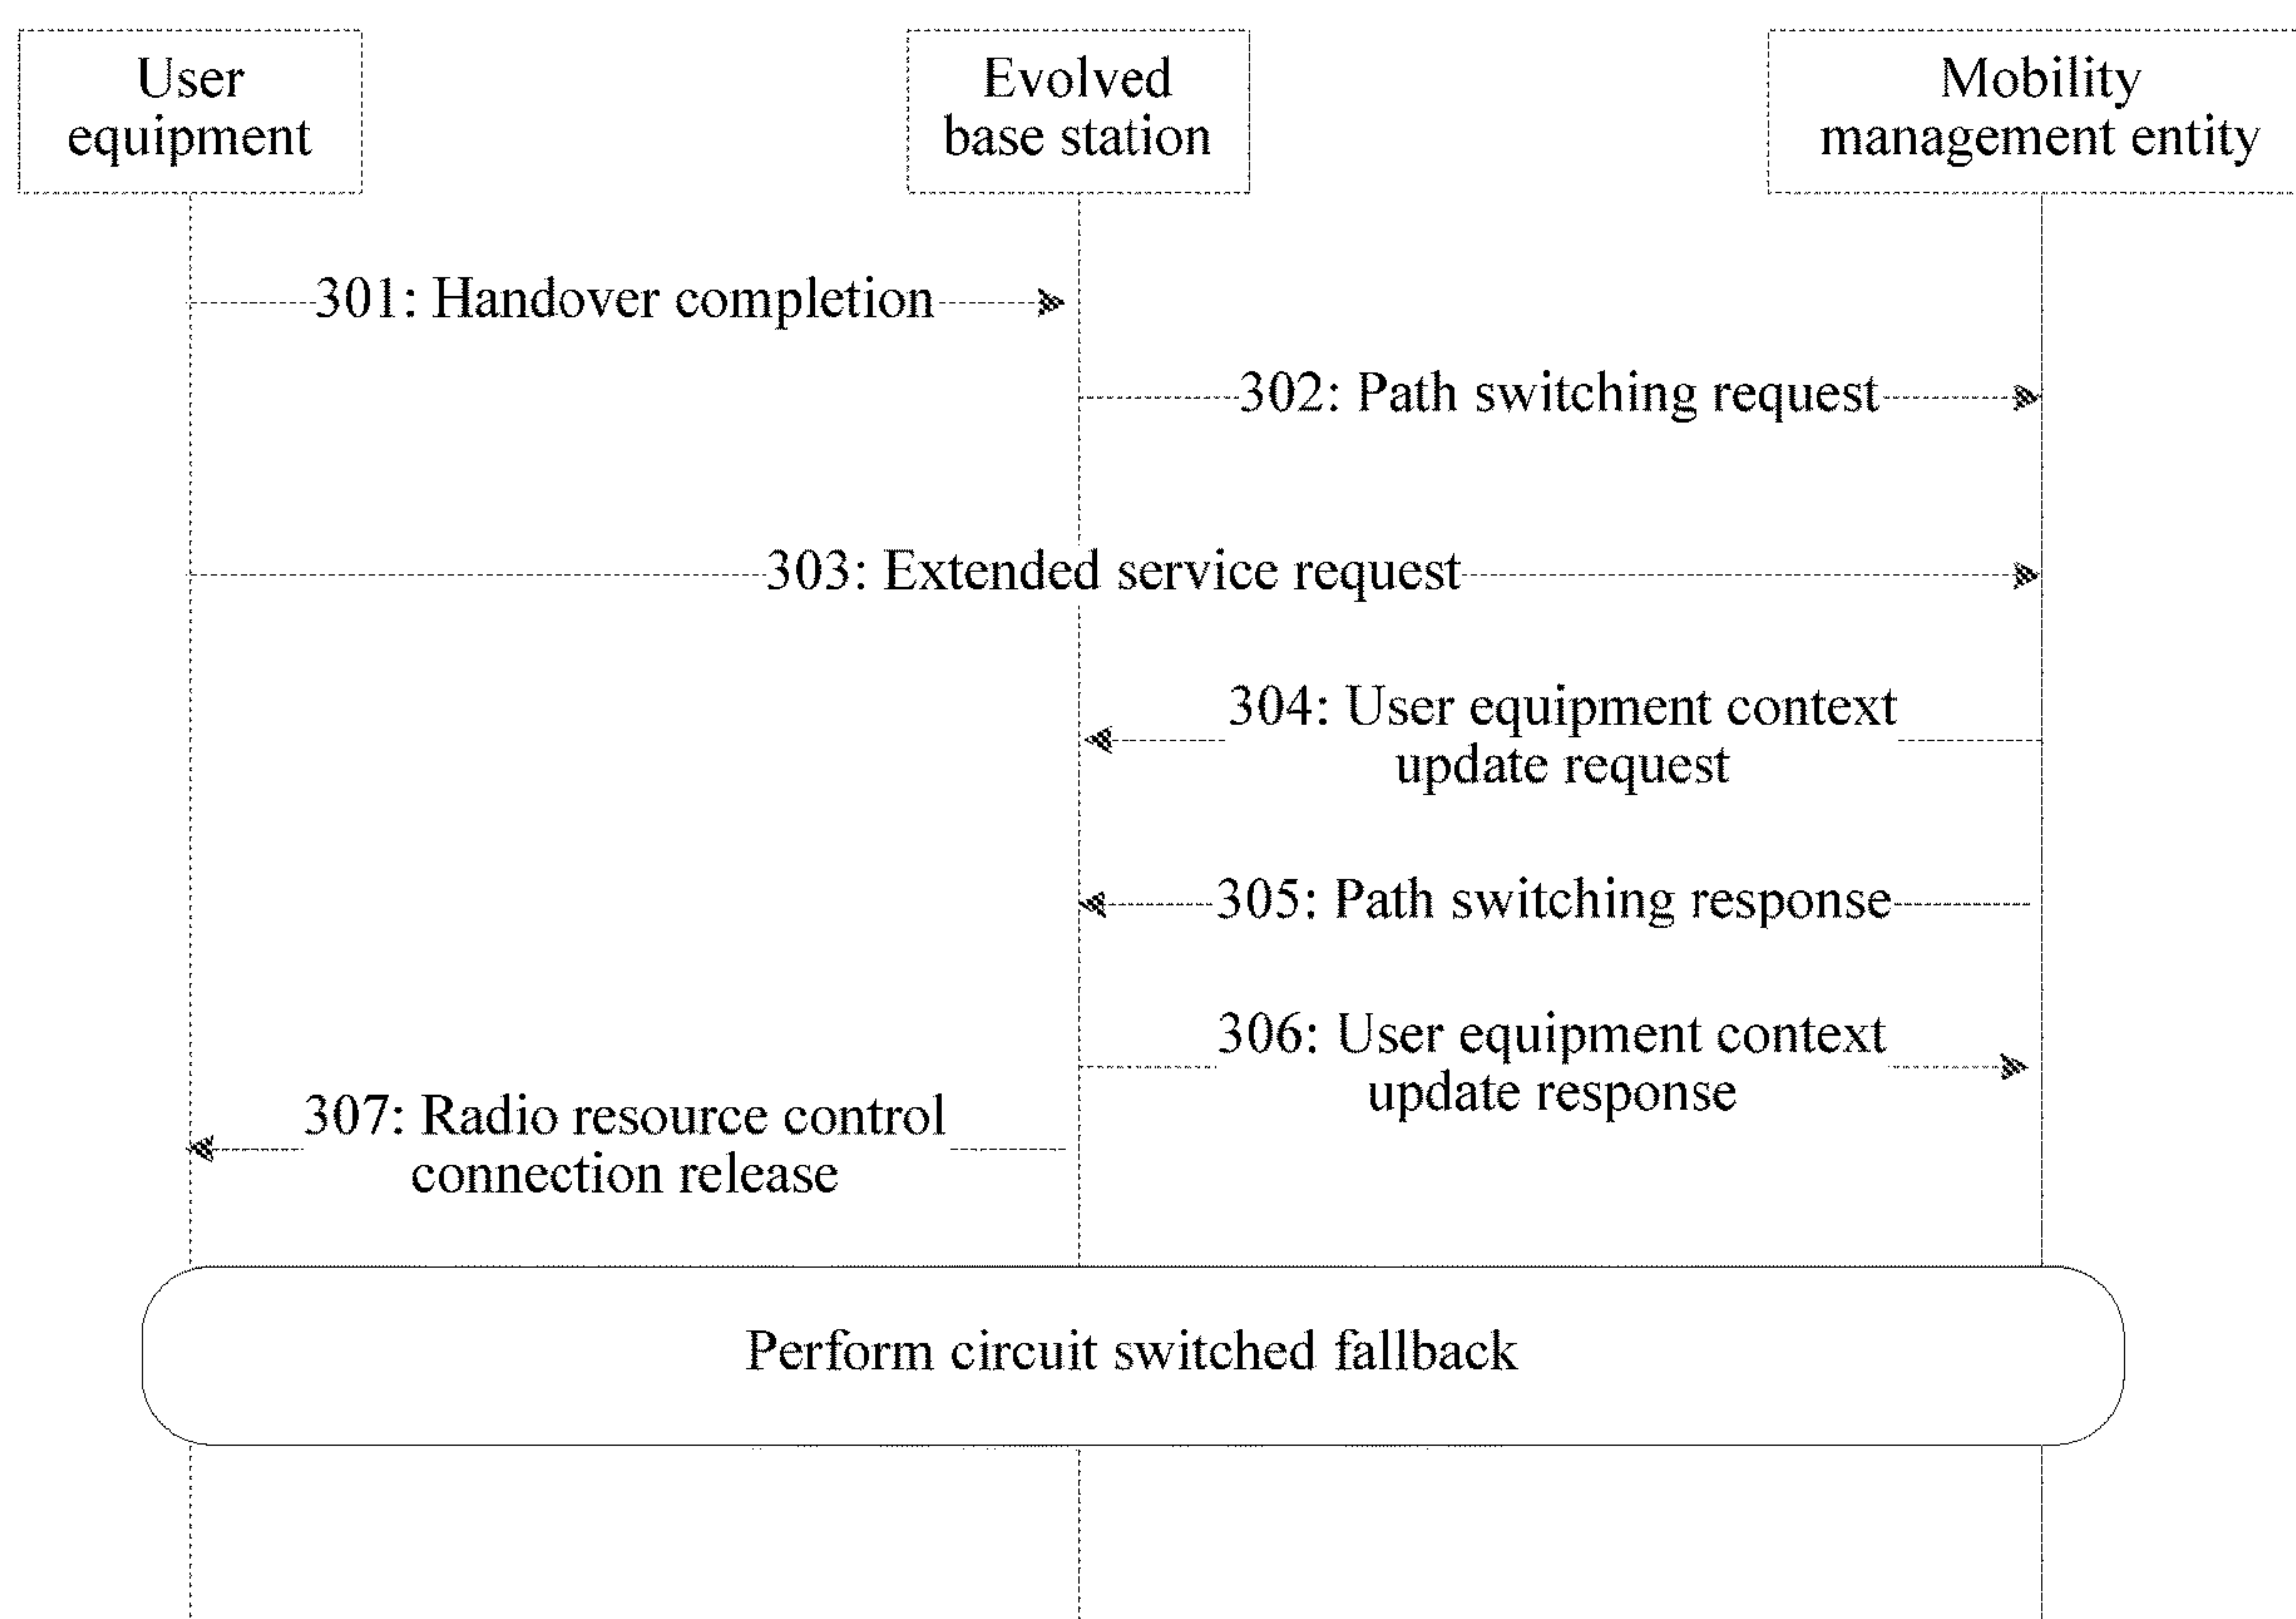 User
equipment
Evolved
base station
Mobility
management entity
301: Handover completion
302: Path switching request
303: Extended service request
304: User equipment context
update request
305: Path switching response
306: User equipment context
update response
307: Radio resource control
connection release
Perform circuit switched fallback